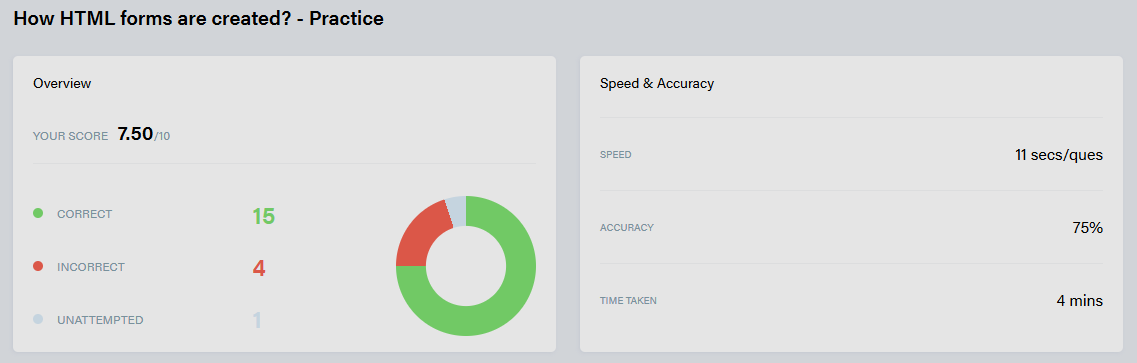 How HTML forms are created? - Practice
Overview
YOUR SCORE 7.50/10
CORRECT 15
INCORRECT 4
UNATTEMPTED 1
Speed & Accuracy
SPEED 11 secs/ques
ACCURACY 75%
TIME TAKEN 4 mins